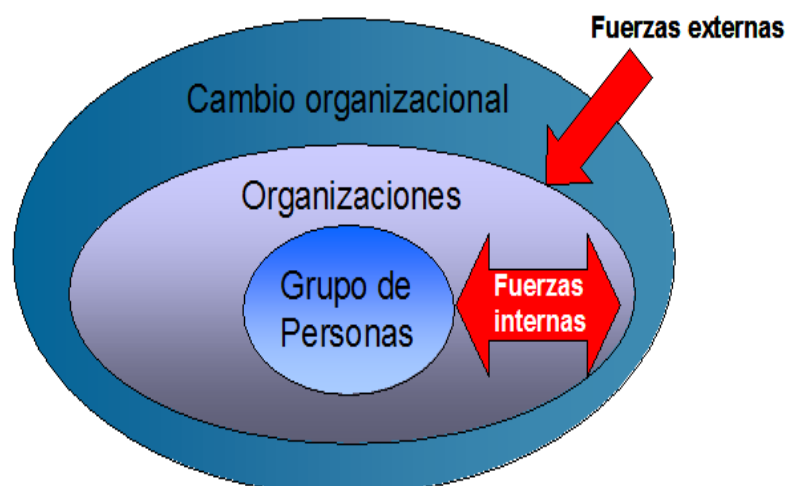 Fuerzas externas
Cambio organizacional
Organizaciones
Grupo de
Personas
Fuerzas
internas